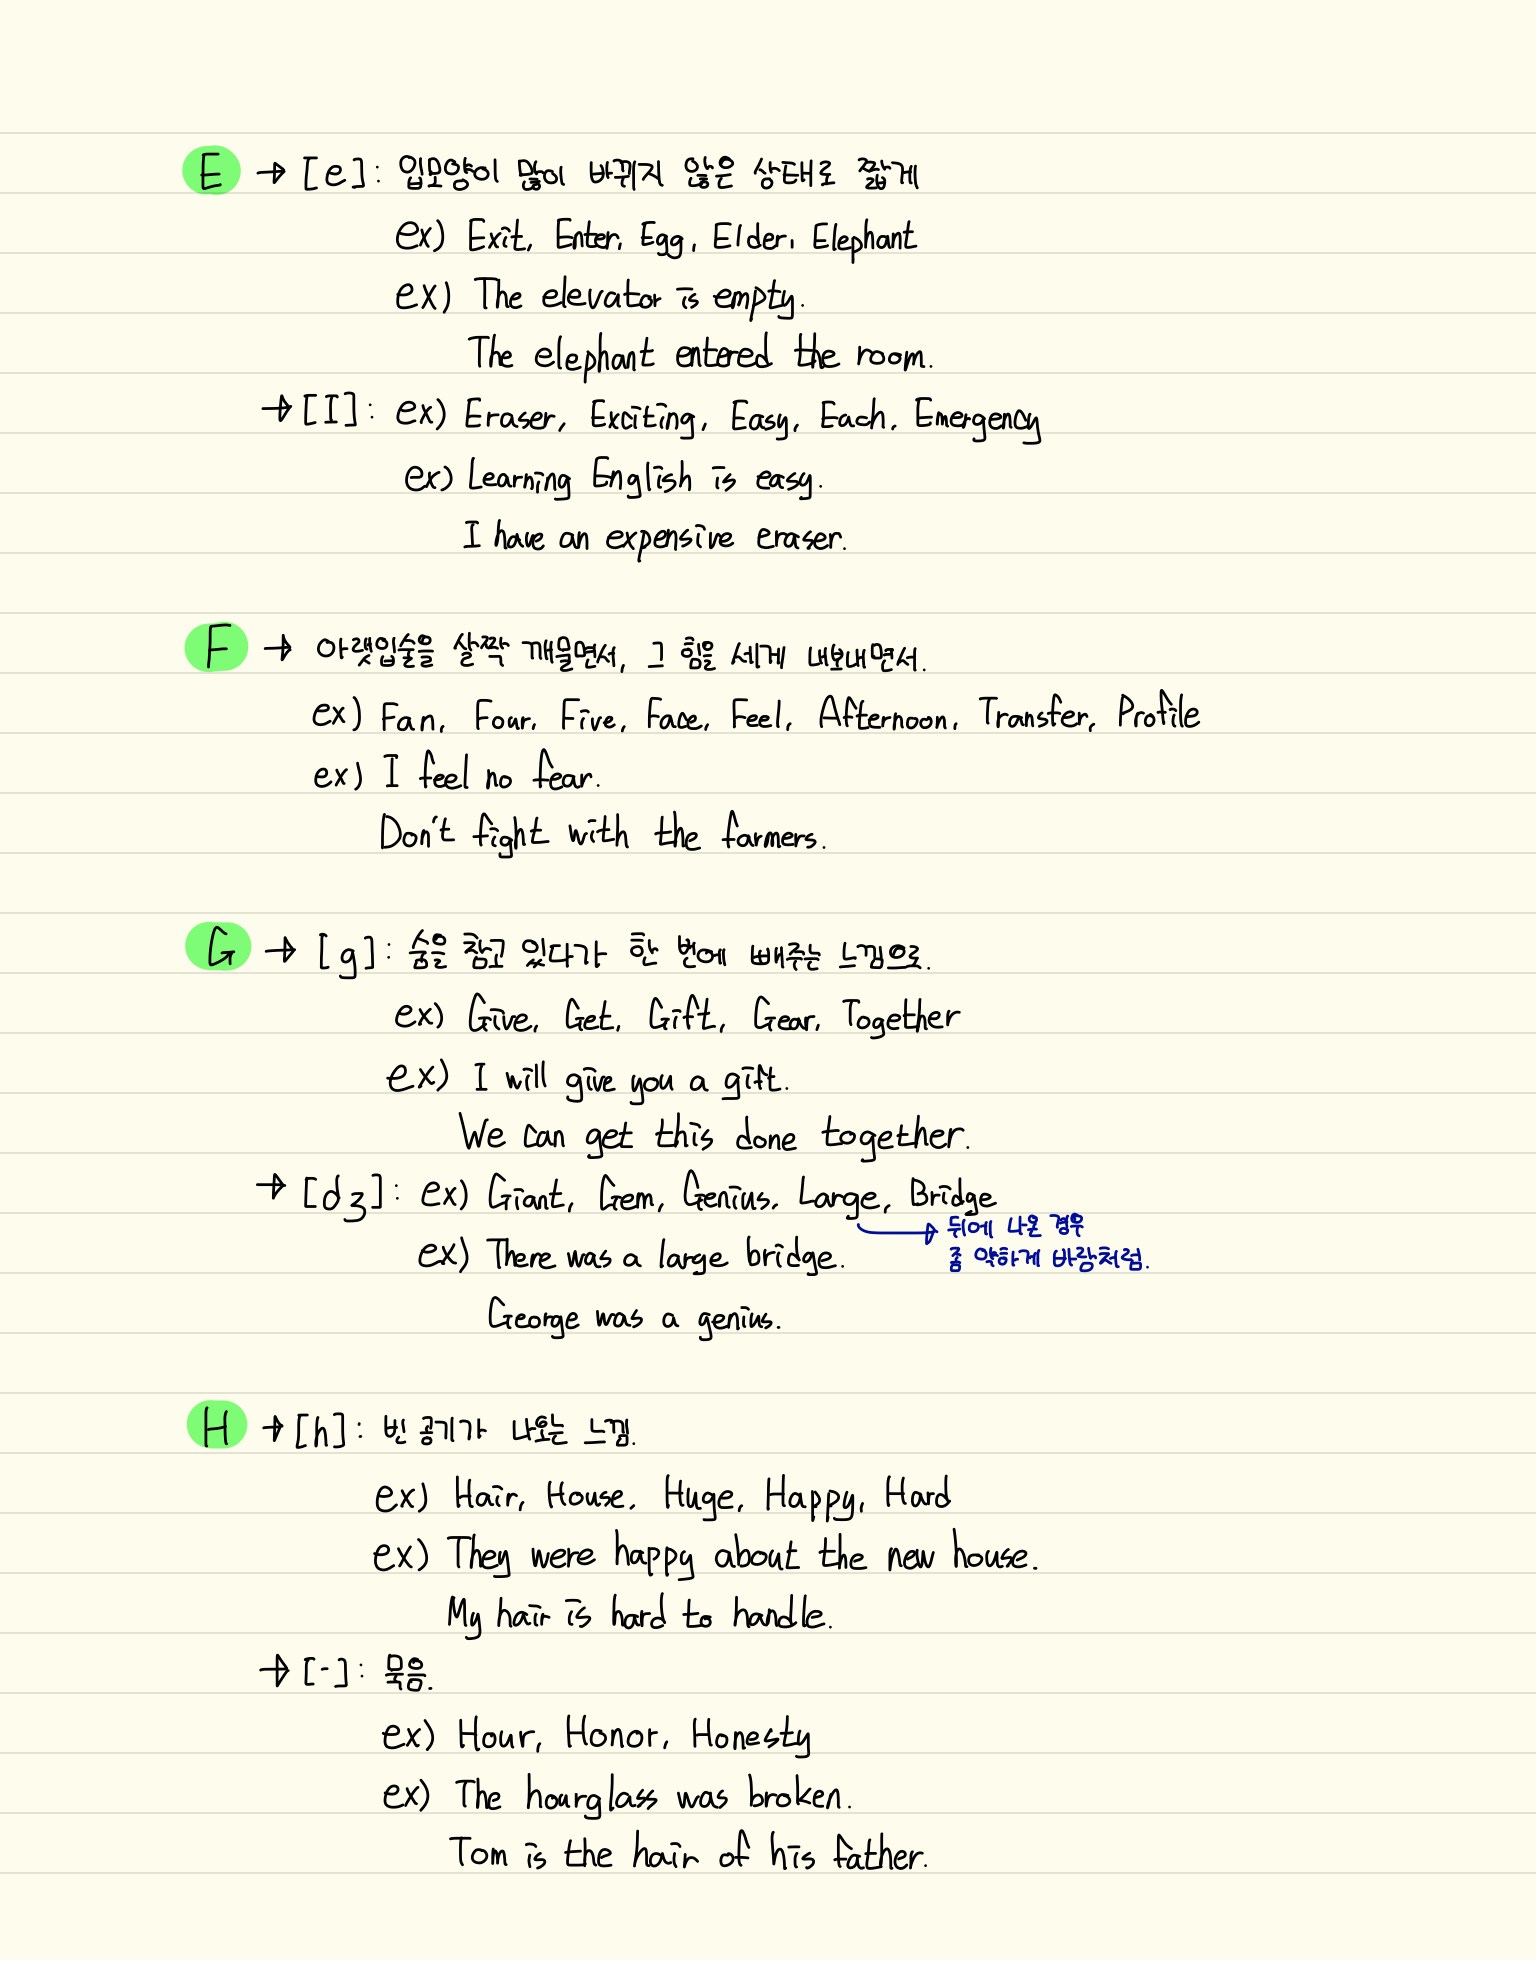 E → [e] : 입모양이 많이 바뀌지 않은 상태로 짧게
ex) Exit, Enter, Egg, Elder, Elephant
ex) The elevator is empty.
The elephant entered the room.
→ [I] : ex) Eraser, Exciting, Easy, Each, Emergency
ex) Learning English is easy.
I have an expensive eraser.
F → 아랫입술을 살짝 깨물면서, 그 힘을 세게 내보내면서.
ex) Fan, Four, Five, Face, Feel, Afternoon, Transfer, Profile
ex) I feel no fear.
Don't fight with the farmers.
G → [g] : 숨을 참고 있다가 한 번에 빼주는 느낌으로.
ex) Give, Get, Gift, Gear, Together
ex) I will give you a gift.
We can get this done together.
→ [dʒ] : ex) Giant, Gem, Genius, Large, Bridge
→ 뒤에 나온 경우
좀 약하게 바람처럼.
ex) There was a large bridge.
George was a genius.
H → [h] : 빈 공기가 나오는 느낌.
ex) Hair, House, Huge, Happy, Hard
ex) They were happy about the new house.
My hair is hard to handle.
→ [-] : 묵음.
ex) Hour, Honor, Honesty
ex) The hourglass was broken.
Tom is the hair of his father.